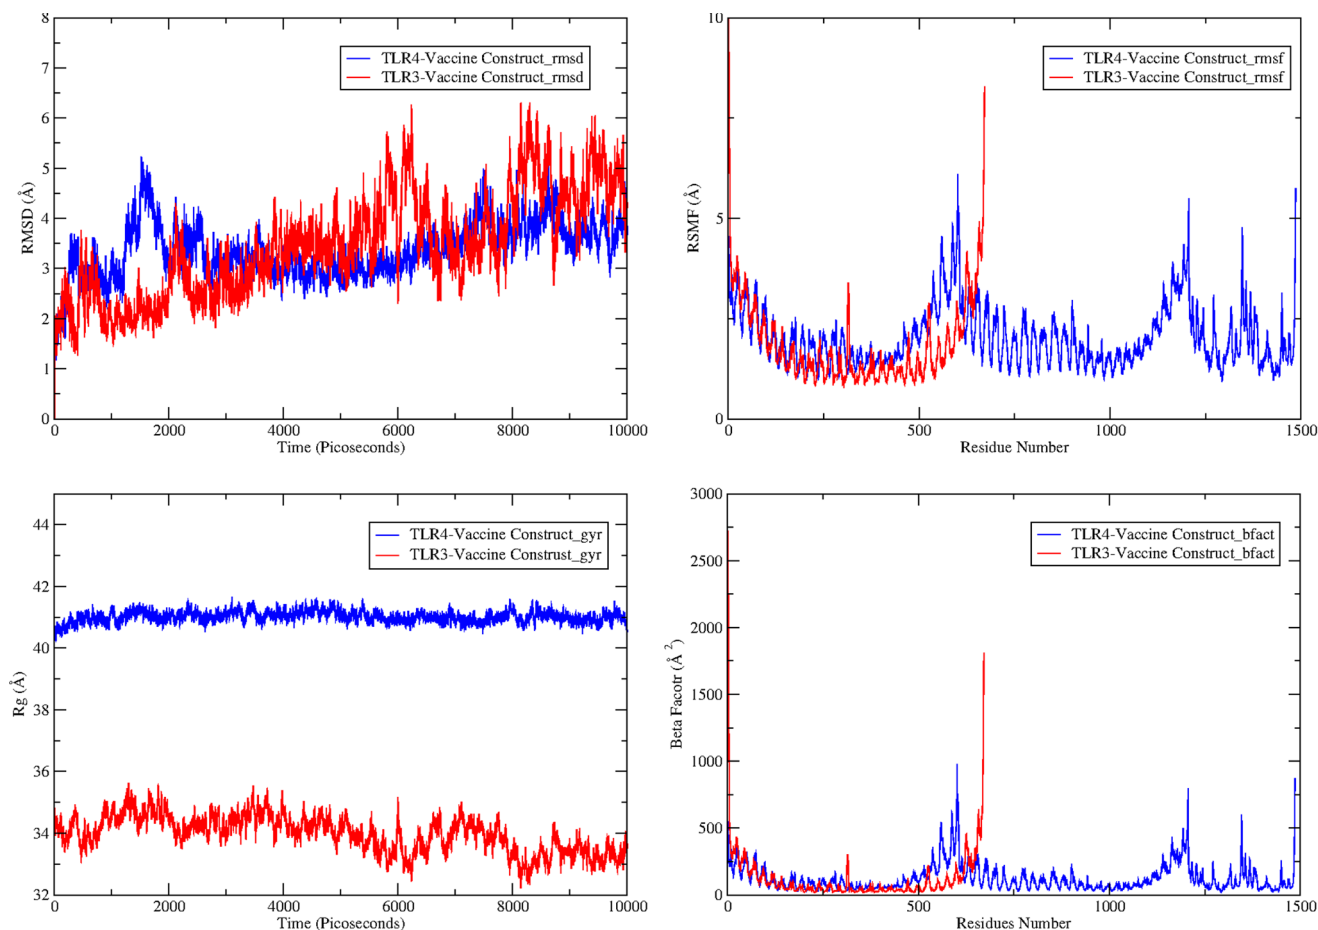 8
7
6
5
4
3
2
1
0
RMSD (Å)
TLR4-Vaccine Construct_rmsd
TLR3-Vaccine Construct_rmsd
0 2000 4000 6000 8000 10000
Time (Picoseconds)
10
5
0
RSMF (Å)
TLR4-Vaccine Construct_rmsf
TLR3-Vaccine Construct_rmsf
0 500 1000 1500
Residue Number
44
42
40
38
36
34
32
Rg (Å)
TLR4-Vaccine Construct_gyr
TLR3-Vaccine Construst_gyr
0 2000 4000 6000 8000 10000
Time (Picoseconds)
3000
2500
2000
1500
1000
500
0
Beta Facotr (Å^2)
TLR4-Vaccine Construct_bfact
TLR3-Vaccine Construct_bfact
0 500 1000 1500
Residues Number